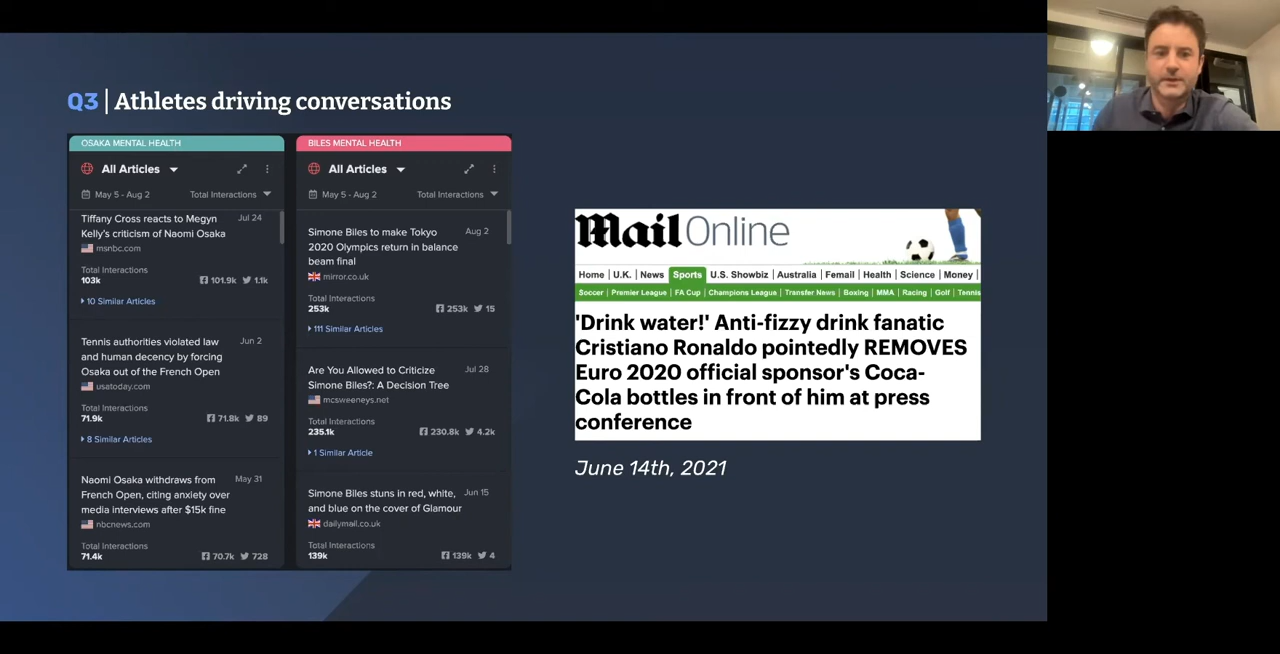 Q3 | Athletes driving conversations
OSAKA MENTAL HEALTH
All Articles
May 5 - Aug 2
Total Interactions
Tiffany Cross reacts to Megyn
Kelly's criticism of Naomi Osaka
Jul 24
msnbc.com
Total Interactions
103k
101.9k
1.1k
10 Similar Articles
Tennis authorities violated law
and human decency by forcing
Osaka out of the French Open
Jun 2
usatoday.com
Total Interactions
71.9k
71.8k
89
8 Similar Articles
Naomi Osaka withdraws from
French Open, citing anxiety over
media interviews after $15k fine
May 31
nbcnews.com
Total Interactions
71.4k
70.7k
728
BILES MENTAL HEALTH
All Articles
May 5 - Aug 2
Total Interactions
Simone Biles to make Tokyo
2020 Olympics return in balance
beam final
Aug 2
mirror.co.uk
Total Interactions
253k
253k
15
111 Similar Articles
Are You Allowed to Criticize
Simone Biles?: A Decision Tree
Jul 28
mcsweeneys.net
Total Interactions
235.1k
230.8k
4.2k
1 Similar Article
Simone Biles stuns in red, white,
and blue on the cover of Glamour
Jun 15
dailymail.co.uk
Total Interactions
139k
139k
4
Mail Online
Home | U.K. | News | Sports | U.S. Showbiz | Australia | Femail | Health | Science | Money |
Soccer | Premier League | FA Cup | Champions League | Transfer News | Boxing | MMA | Racing | Golf | Tennis
'Drink water!' Anti-fizzy drink fanatic
Cristiano Ronaldo pointedly REMOVES
Euro 2020 official sponsor's Coca-
Cola bottles in front of him at press
conference
June 14th, 2021